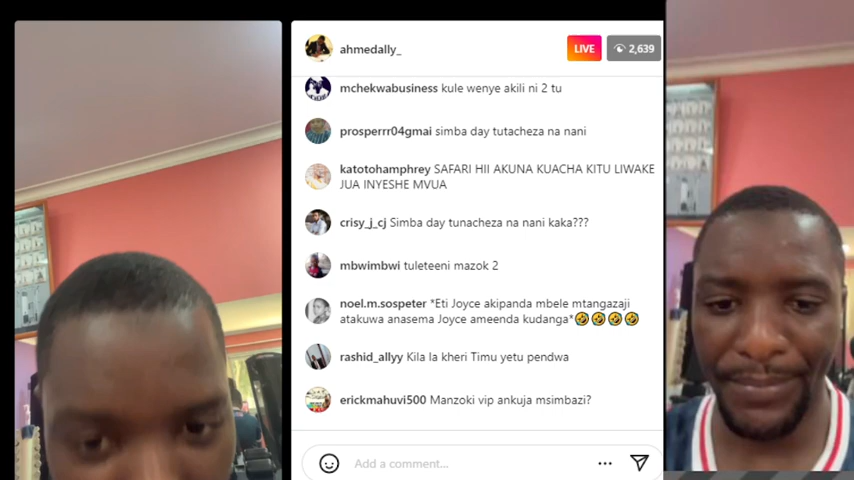 ahmedally_
LIVE
2,639
mchekwabusiness kule wenye akili ni 2 tu
prosperrr04gmai simba day tutacheza na nani
katotohamphrey SAFARI HII AKUNA KUACHA KITU LIWAKE
JUA INYESHE MVUA
crisy_j_cj Simba day tunacheza na nani kaka???
mbwimbwi tuleteeni mazok 2
noel.m.sospeter *Eti Joyce akipanda mbele mtangazaji
atakuwa anasema Joyce ameenda kudanga*🤣🤣🤣🤣
rashid_allyy Kila la kheri Timu yetu pendwa
erickmahuvi500 Manzoki vip ankuja msimbazi?
Add a comment...